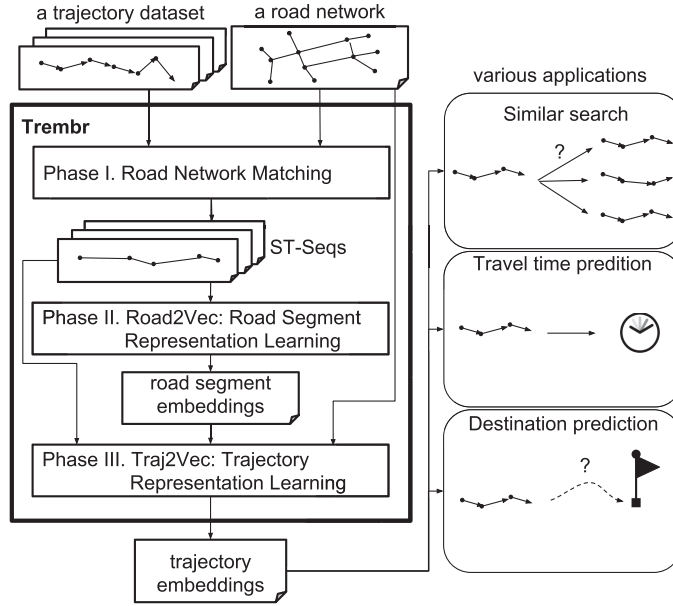 a trajectory dataset
a road network
Trembr
Phase I. Road Network Matching
ST-Seqs
Phase II. Road2Vec: Road Segment
Representation Learning
road segment
embeddings
Phase III. Traj2Vec: Trajectory
Representation Learning
trajectory
embeddings
various applications
Similar search
?
Travel time predition
Destination prediction
?